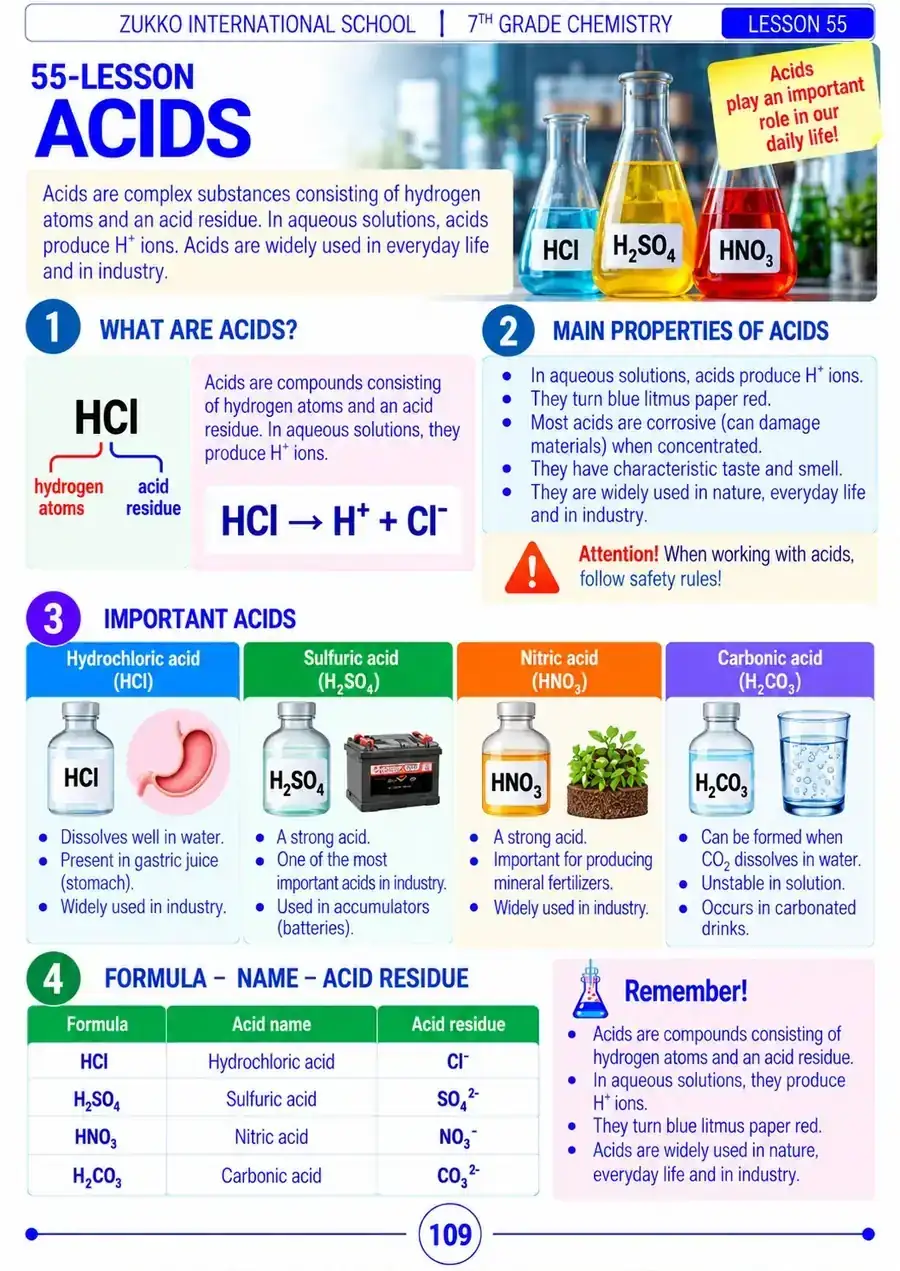 ZUKKO INTERNATIONAL SCHOOL | 7TH GRADE CHEMISTRY LESSON 55
55-LESSON
ACIDS
Acids
play an important
role in our
daily life!
Acids are complex substances consisting of hydrogen
atoms and an acid residue. In aqueous solutions, acids
produce H⁺ ions. Acids are widely used in everyday life
and in industry.
HCl
H₂SO₄
HNO₃
1 WHAT ARE ACIDS?
HCl
hydrogen
atoms
acid
residue
Acids are compounds consisting
of hydrogen atoms and an acid
residue. In aqueous solutions, they
produce H⁺ ions.
HCl → H⁺ + Cl⁻
2 MAIN PROPERTIES OF ACIDS
• In aqueous solutions, acids produce H⁺ ions.
• They turn blue litmus paper red.
• Most acids are corrosive (can damage
materials) when concentrated.
• They have characteristic taste and smell.
• They are widely used in nature, everyday life
and in industry.
Attention! When working with acids,
follow safety rules!
3 IMPORTANT ACIDS
Hydrochloric acid
(HCl)
HCl
• Dissolves well in water.
• Present in gastric juice
(stomach).
• Widely used in industry.
Sulfuric acid
(H₂SO₄)
H₂SO₄
• A strong acid.
• One of the most
important acids in industry.
• Used in accumulators
(batteries).
Nitric acid
(HNO₃)
HNO₃
• A strong acid.
• Important for producing
mineral fertilizers.
• Widely used in industry.
Carbonic acid
(H₂CO₃)
H₂CO₃
• Can be formed when
CO₂ dissolves in water.
• Unstable in solution.
• Occurs in carbonated
drinks.
4 FORMULA – NAME – ACID RESIDUE
Formula Acid name Acid residue
HCl Hydrochloric acid Cl⁻
H₂SO₄ Sulfuric acid SO₄²⁻
HNO₃ Nitric acid NO₃⁻
H₂CO₃ Carbonic acid CO₃²⁻
Remember!
• Acids are compounds consisting of
hydrogen atoms and an acid residue.
• In aqueous solutions, they produce
H⁺ ions.
• They turn blue litmus paper red.
• Acids are widely used in nature,
everyday life and in industry.
109